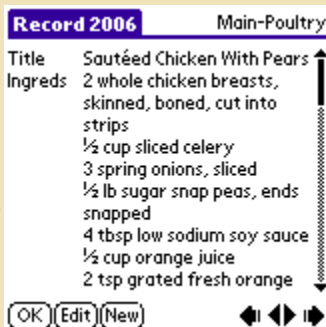 Record 2006 Main-Poultry
Title Sautéed Chicken With Pears
Ingreds 2 whole chicken breasts,
skinned, boned, cut into
strips
½ cup sliced celery
3 spring onions, sliced
½ lb sugar snap peas, ends
snapped
4 tbsp low sodium soy sauce
½ cup orange juice
2 tsp grated fresh orange
OK Edit New